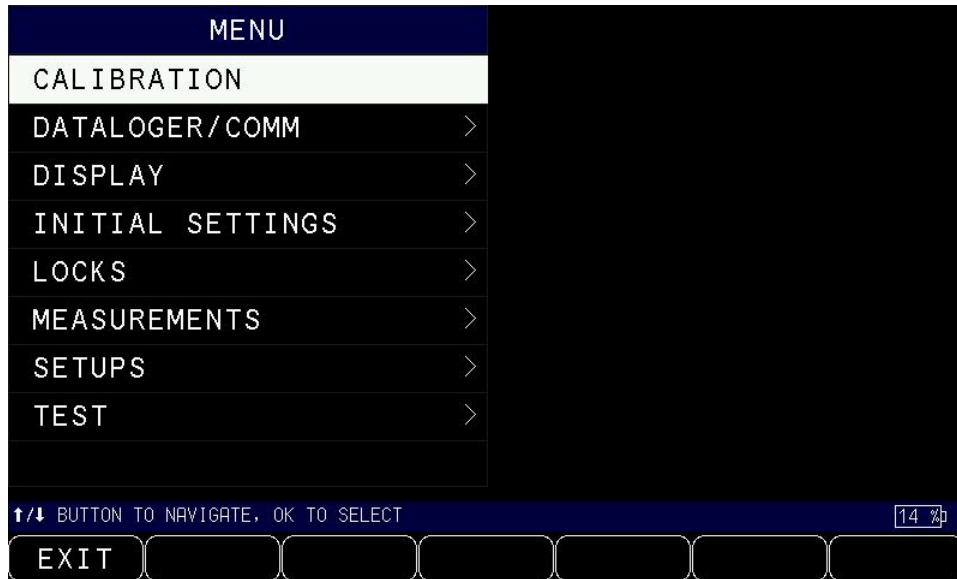 MENU
CALIBRATION
DATALOGER/COMM >
DISPLAY >
INITIAL SETTINGS >
LOCKS >
MEASUREMENTS >
SETUPS >
TEST >
↑/↓ BUTTON TO NAVIGATE, OK TO SELECT 14 %
EXIT